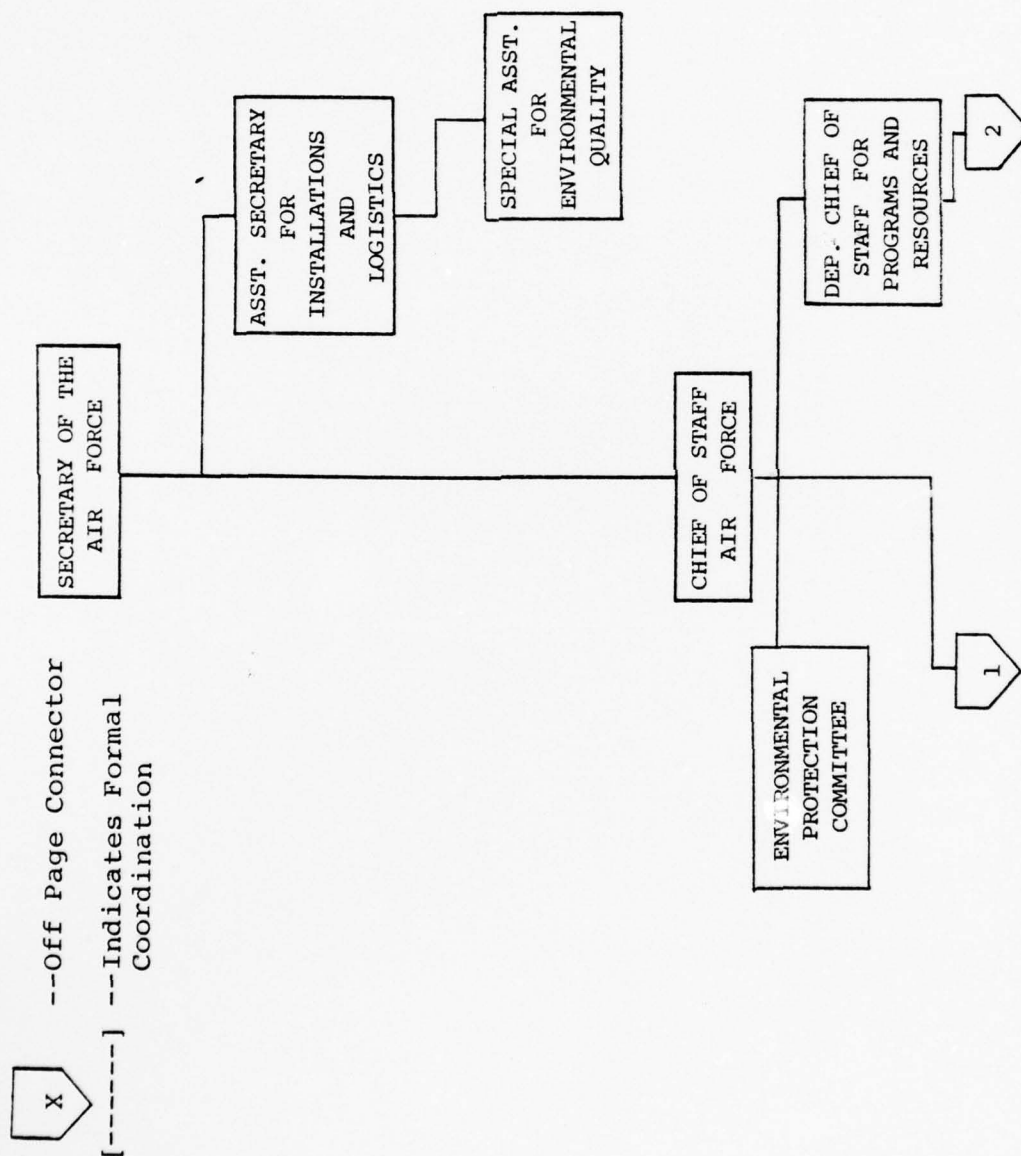 X
--Off Page Connector
[------] --Indicates Formal
Coordination
SECRETARY OF THE
AIR FORCE
ASST. SECRETARY
FOR
INSTALLATIONS
AND
LOGISTICS
SPECIAL ASST.
FOR
ENVIRONMENTAL
QUALITY
CHIEF OF STAFF
AIR FORCE
ENVIRONMENTAL
PROTECTION
COMMITTEE
DEP. CHIEF OF
STAFF FOR
PROGRAMS AND
RESOURCES
1
2